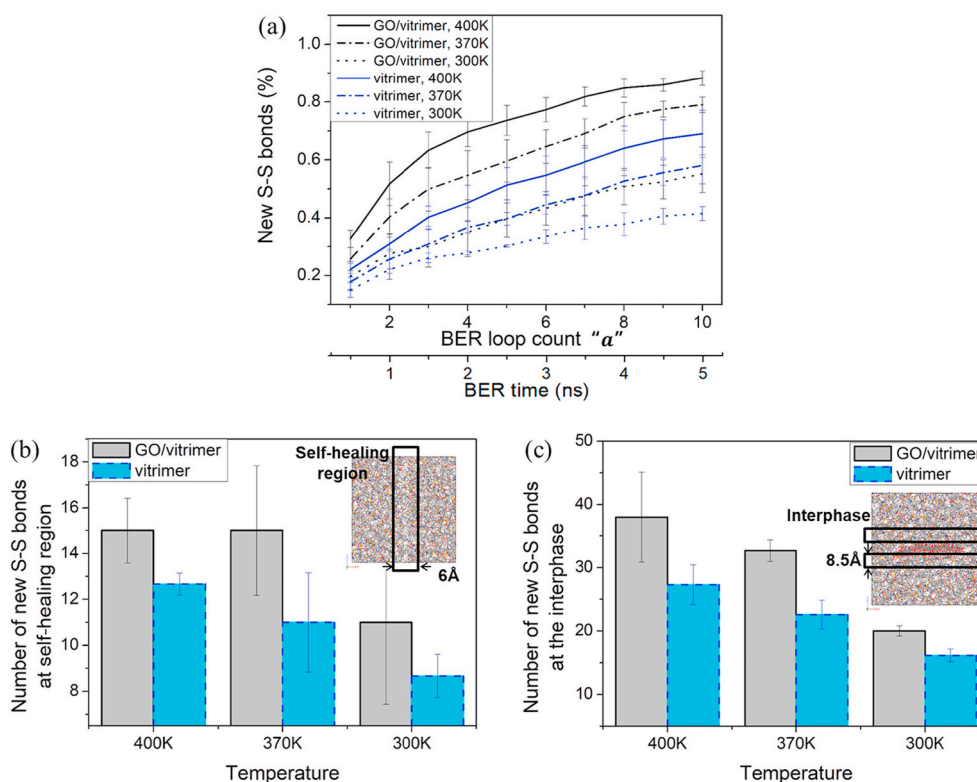 (a)
GO/vitrimer, 400K
GO/vitrimer, 370K
GO/vitrimer, 300K
vitrimer, 400K
vitrimer, 370K
vitrimer, 300K
New S-S bonds (%)
1.0
0.8
0.6
0.4
0.2
2 4 6 8 10
BER loop count "a"
1 2 3 4 5
BER time (ns)
(b)
GO/vitrimer
vitrimer
Self-healing
region
6Å
Number of new S-S bonds
at self-healing region
18
16
14
12
10
8
400K 370K 300K
Temperature
(c)
GO/vitrimer
vitrimer
Interphase
8.5Å
Number of new S-S bonds
at the interphase
50
40
30
20
10
400K 370K 300K
Temperature